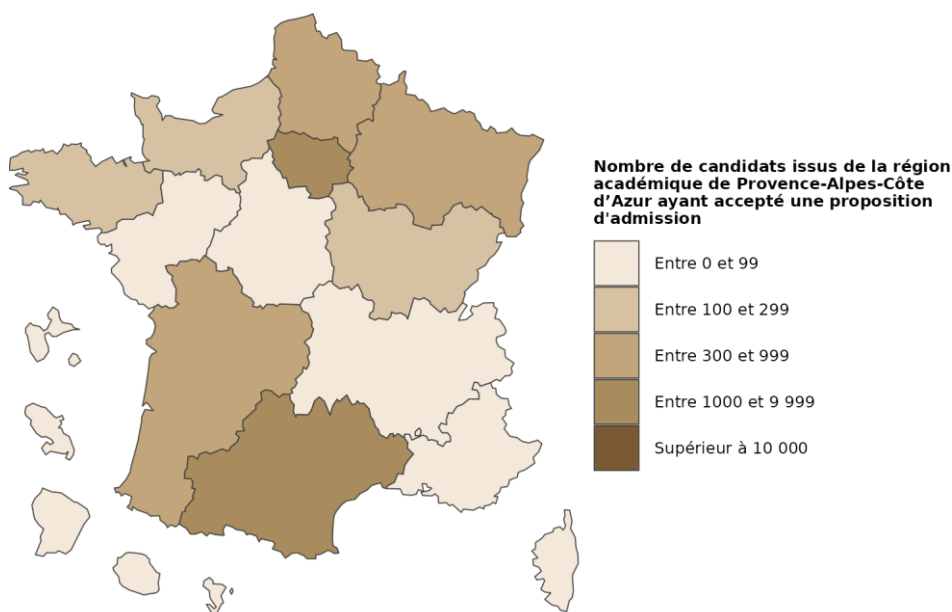 Nombre de candidats issus de la région
académique de Provence-Alpes-Côte
d’Azur ayant accepté une proposition
d'admission
Entre 0 et 99
Entre 100 et 299
Entre 300 et 999
Entre 1000 et 9 999
Supérieur à 10 000